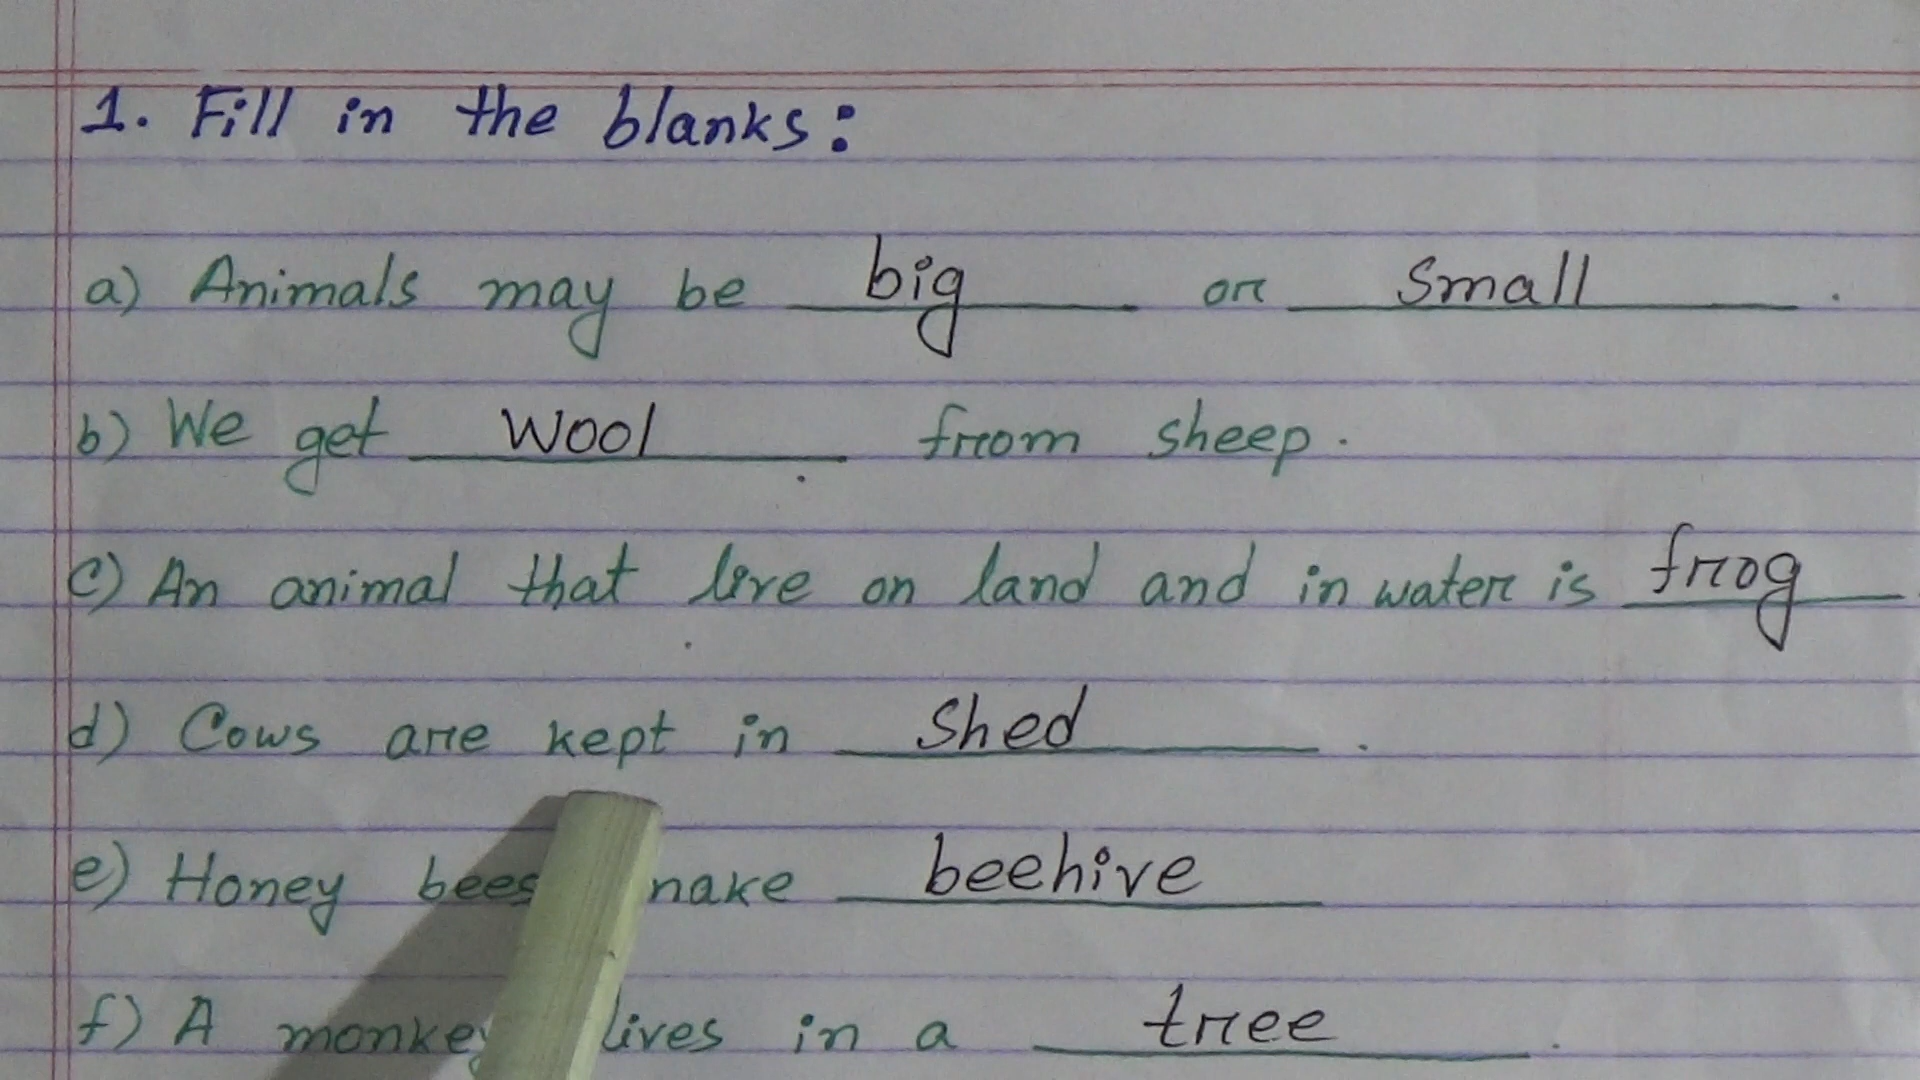 1. Fill in the blanks:
a) Animals may be big or small.
b) We get wool from sheep.
c) An animal that live on land and in water is frog.
d) Cows are kept in shed.
e) Honey bees make beehive
f) A monkey lives in a tree.